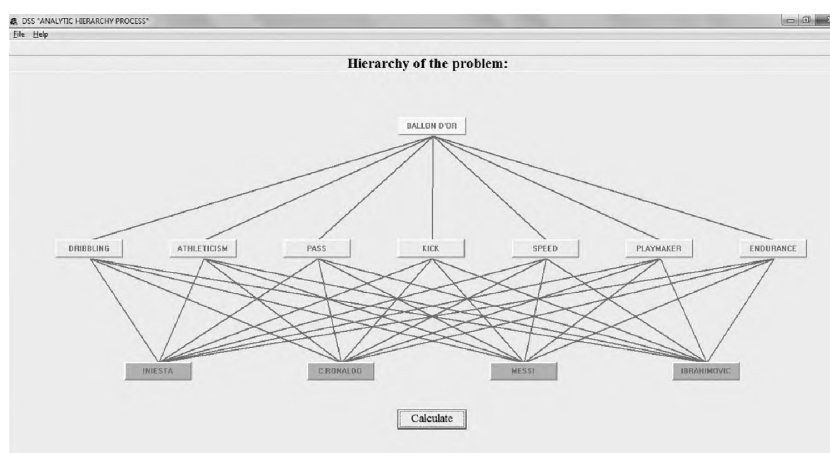 DSS "ANALYTIC HIERARCHY PROCESS"
File Help
Hierarchy of the problem:
BALLON D'OR
DRIBBLING ATHLETICISM PASS KICK SPEED PLAYMAKER ENDURANCE
INIESTA C.RONALDO MESSI IBRAHIMOVIC
Calculate